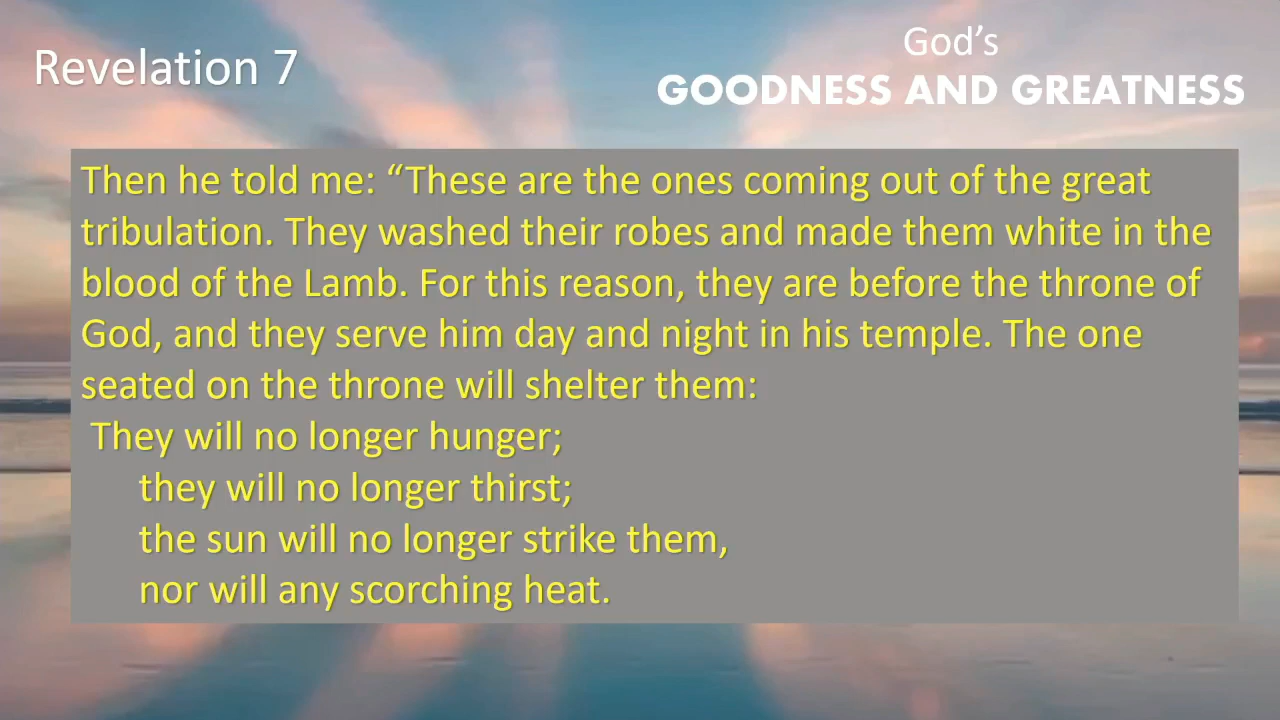 Revelation 7
God’s
GOODNESS AND GREATNESS
Then he told me: “These are the ones coming out of the great
tribulation. They washed their robes and made them white in the
blood of the Lamb. For this reason, they are before the throne of
God, and they serve him day and night in his temple. The one
seated on the throne will shelter them:
They will no longer hunger;
they will no longer thirst;
the sun will no longer strike them,
nor will any scorching heat.